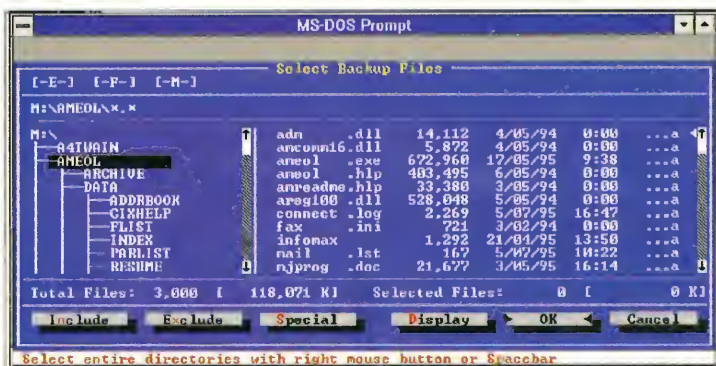 MS-DOS Prompt
Select Backup Files
[-E-] [-F-] [-M-]
M:\AMEOL\*.*
M:\
A4TWAIN
AMEOL
ARCHIVE
DATA
ADDRBOOK
CIXHELP
FLIST
INDEX
PARLIST
RESUME
adn .dll 14,112 4/05/94 0:00 ...a
amcomm16.dll 5,872 4/05/94 0:00 ...a
ameol .exe 672,960 17/05/95 9:38 ...a
ameol .hlp 403,495 6/05/94 0:00 ...a
amreadme.hlp 33,380 3/05/94 0:00 ...a
arsg100 .dll 528,048 5/05/94 0:00 ...a
connect .log 2,269 5/07/95 16:47 ...a
fax .ini 721 3/02/94 0:00 ...a
infomax 1,292 21/04/95 13:50 ...a
mail .lst 167 5/07/95 10:22 ...a
njprog .doc 21,677 3/05/95 16:14 ...a
Total Files: 3,000 [ 118,071 K] Selected Files: 0 [ 0 K]
Include Exclude Special Display OK Cancel
Select entire directories with right mouse button or Spacebar